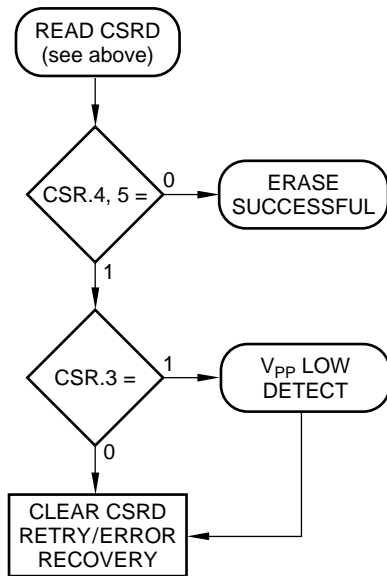 READ CSRD
(see above)
CSR.4, 5 =
0
ERASE
SUCCESSFUL
1
CSR.3 =
1
VPP LOW
DETECT
0
CLEAR CSRD
RETRY/ERROR
RECOVERY